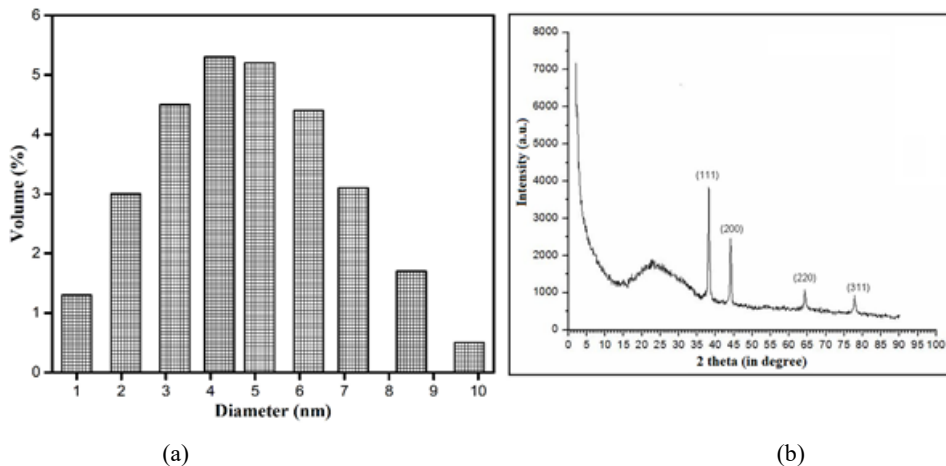 6
5
4
3
2
1
0
Volume (%)
1 2 3 4 5 6 7 8 9 10
Diameter (nm)
(a)
8000
7000
6000
5000
4000
3000
2000
1000
0
Intensity (a.u.)
(111)
(200)
(220)
(311)
0 5 10 15 20 25 30 35 40 45 50 55 60 65 70 75 80 85 90 95 100
2 theta (in degree)
(b)